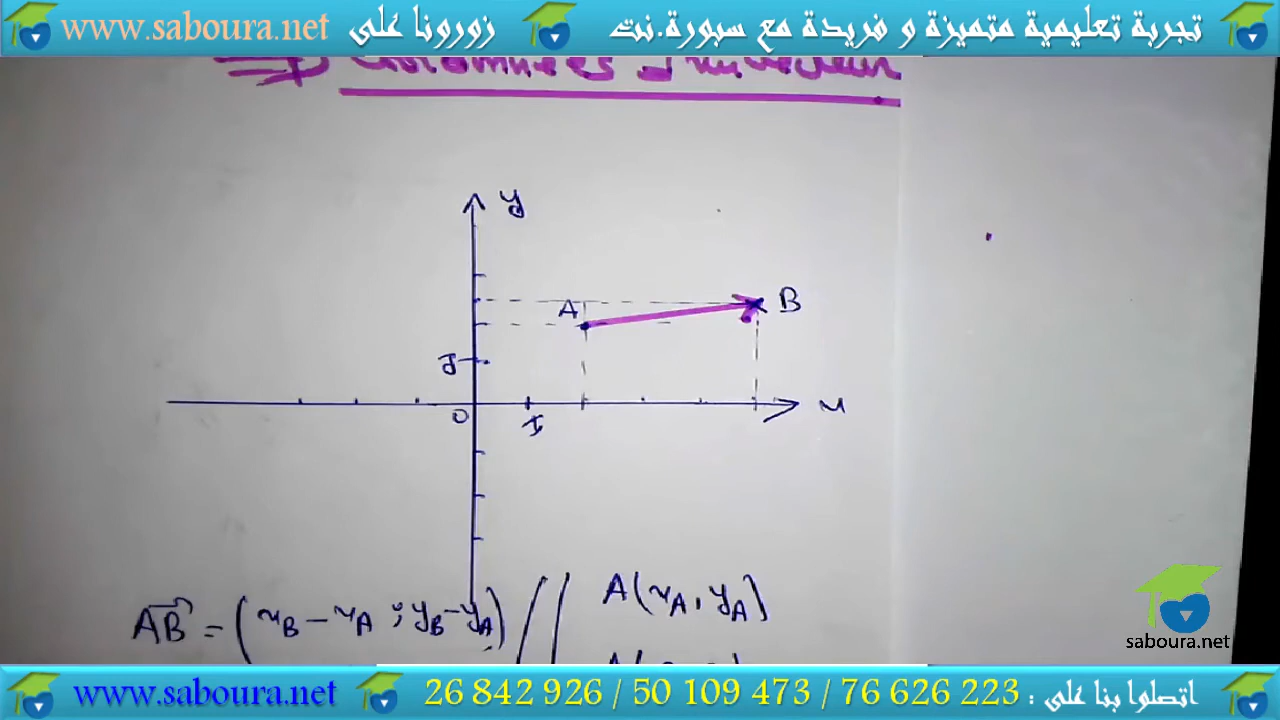 www.saboura.net زورونا على تجربة تعليمية متميزة و فريدة مع سبورة.نت
y
A B
J
O I x
AB = (xB – xA ; yB – yA) // A(xA, yA)
saboura.net
www.saboura.net 26 842 926 / 50 109 473 / 76 626 223 : اتصلوا بنا على